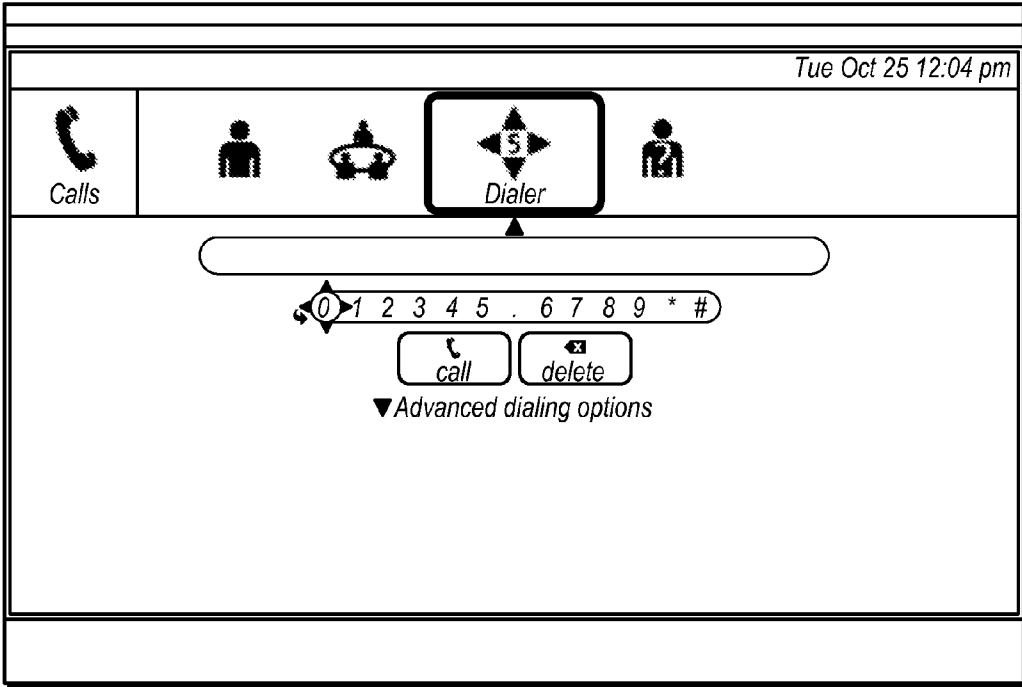 Tue Oct 25 12:04 pm
Calls
5
Dialer
0 1 2 3 4 5 . 6 7 8 9 * #
call
delete
Advanced dialing options